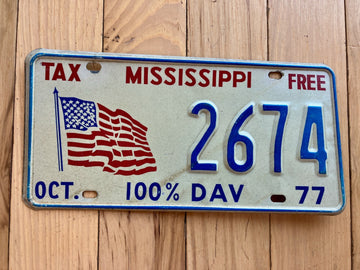 TAX MISSISSIPPI FREE
2674
OCT. 100% DAV 77